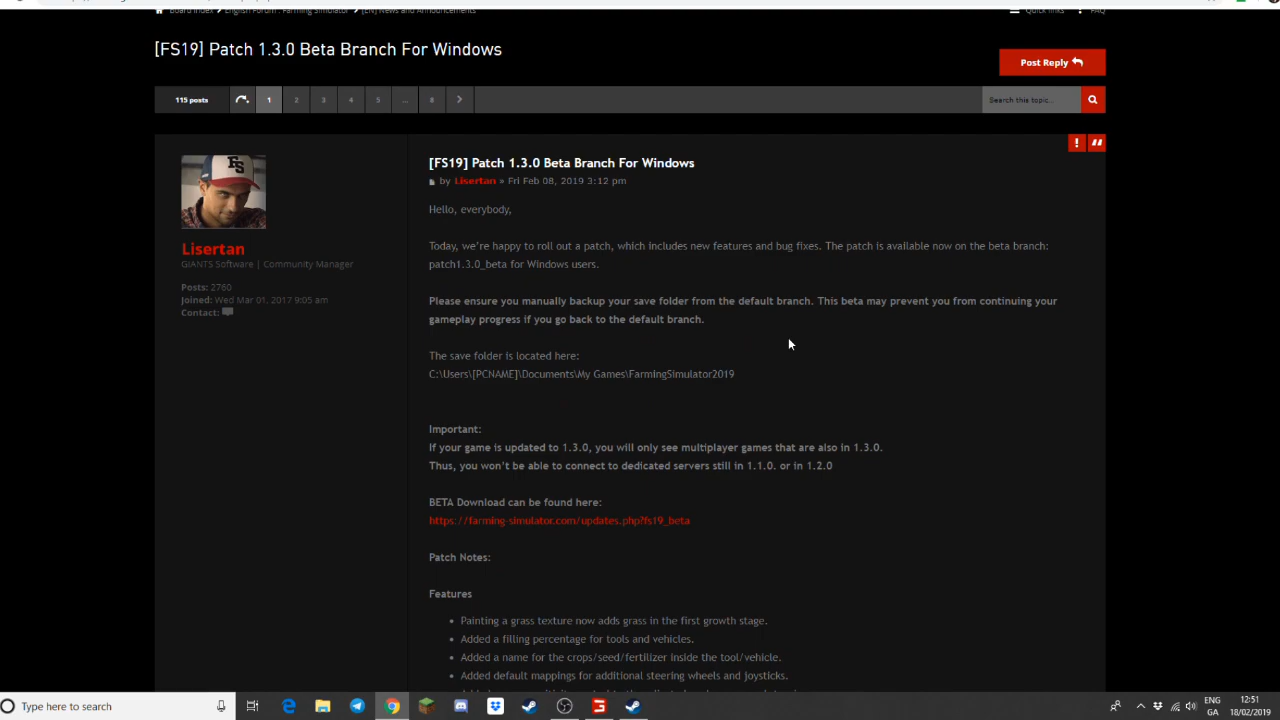 Board index
English Forum : Farming Simulator
[EN] News and Announcements
Quick links
FAQ
[FS19] Patch 1.3.0 Beta Branch For Windows
Post Reply
115 posts
1
2
3
4
5
...
8
Search this topic...
[FS19] Patch 1.3.0 Beta Branch For Windows
by Lisertan » Fri Feb 08, 2019 3:12 pm
FS
Lisertan
GIANTS Software | Community Manager
Posts: 2760
Joined: Wed Mar 01, 2017 9:05 am
Contact:
Hello, everybody,
Today, we're happy to roll out a patch, which includes new features and bug fixes. The patch is available now on the beta branch:
patch1.3.0_beta for Windows users.
Please ensure you manually backup your save folder from the default branch. This beta may prevent you from continuing your
gameplay progress if you go back to the default branch.
The save folder is located here:
C:\Users\[PCNAME]\Documents\My Games\FarmingSimulator2019
Important:
If your game is updated to 1.3.0, you will only see multiplayer games that are also in 1.3.0.
Thus, you won't be able to connect to dedicated servers still in 1.1.0. or in 1.2.0
BETA Download can be found here:
https://farming-simulator.com/updates.php?fs19_beta
Patch Notes:
Features
• Painting a grass texture now adds grass in the first growth stage.
• Added a filling percentage for tools and vehicles.
• Added a name for the crops/seed/fertilizer inside the tool/vehicle.
• Added default mappings for additional steering wheels and joysticks.
Type here to search
ENG
GA
12:51
18/02/2019